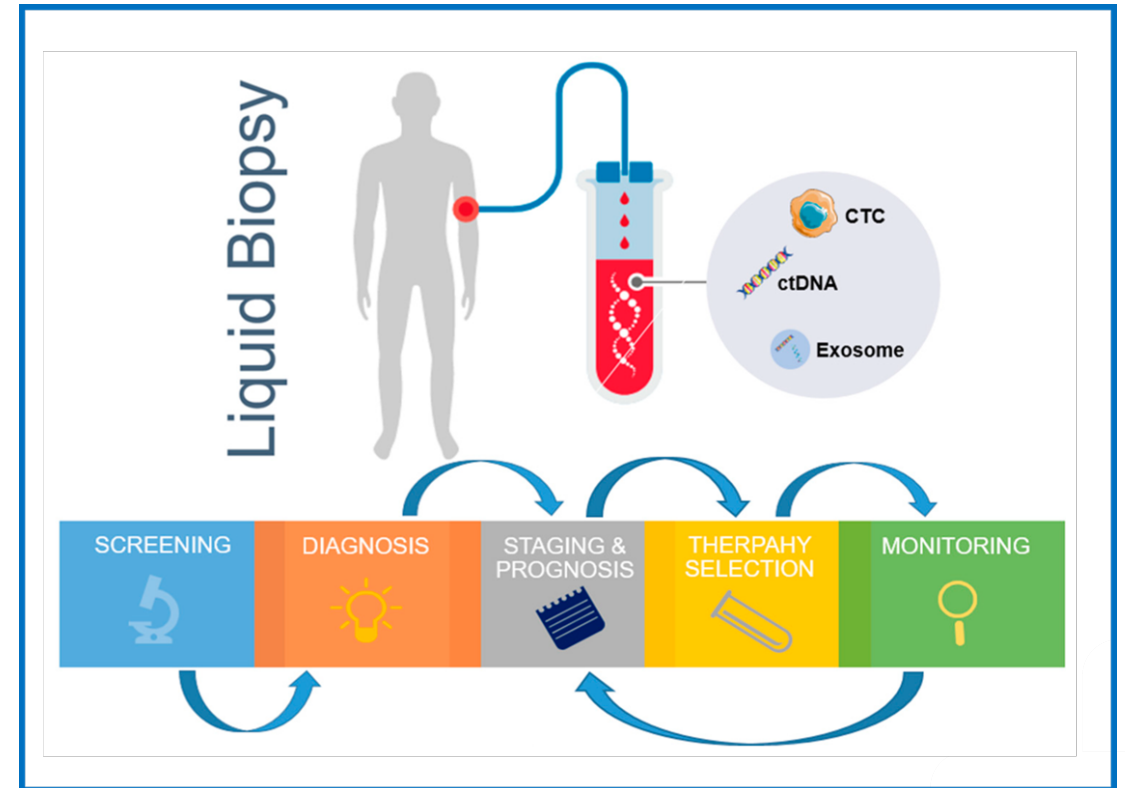 Liquid Biopsy
CTC
ctDNA
Exosome
SCREENING
DIAGNOSIS
STAGING &
PROGNOSIS
THERPAHY
SELECTION
MONITORING